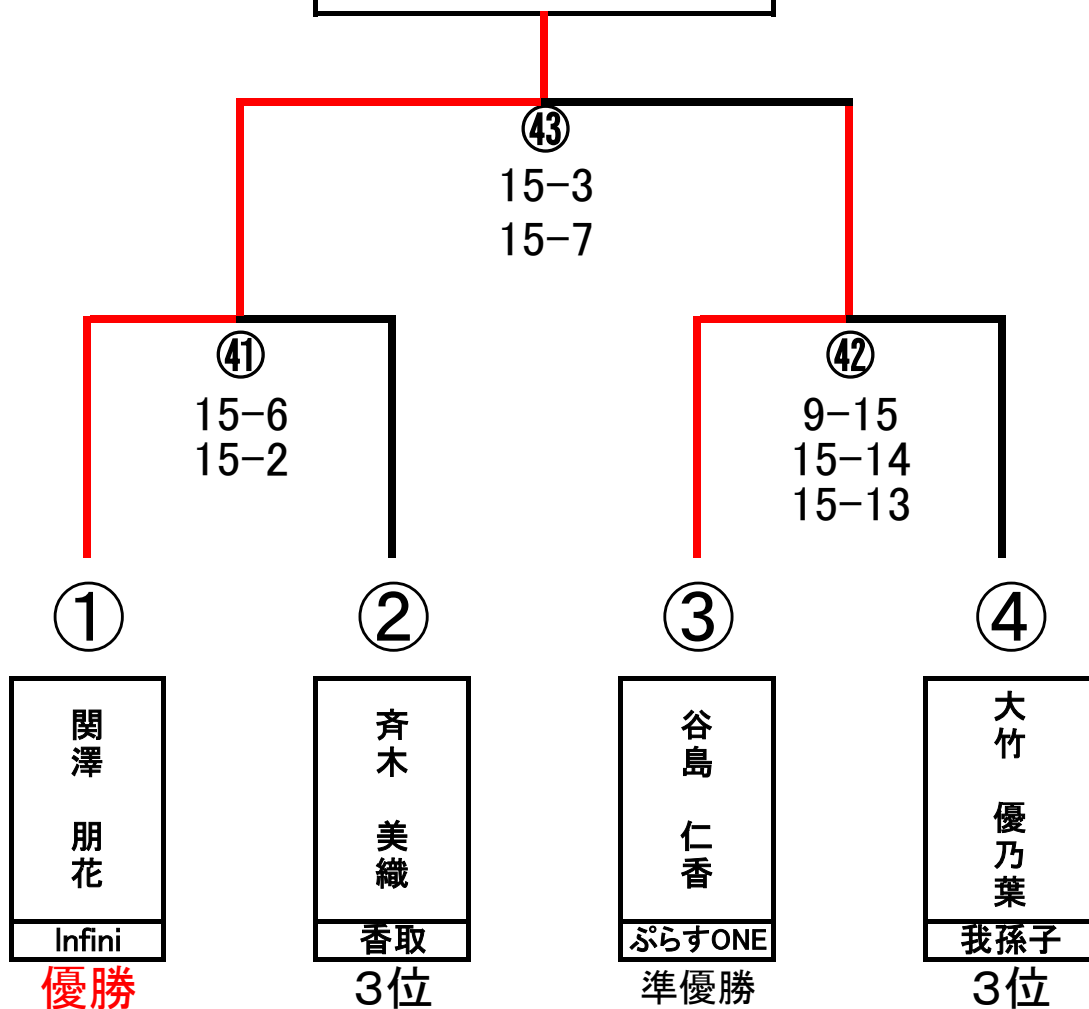 ㊸
15-3
15-7
㊶
15-6
15-2
㊷
9-15
15-14
15-13
①
②
③
④
関澤 朋花
斉木 美織
谷島 仁香
大竹 優乃葉
Infini
香取
ぷらすONE
我孫子
優勝
3位
準優勝
3位